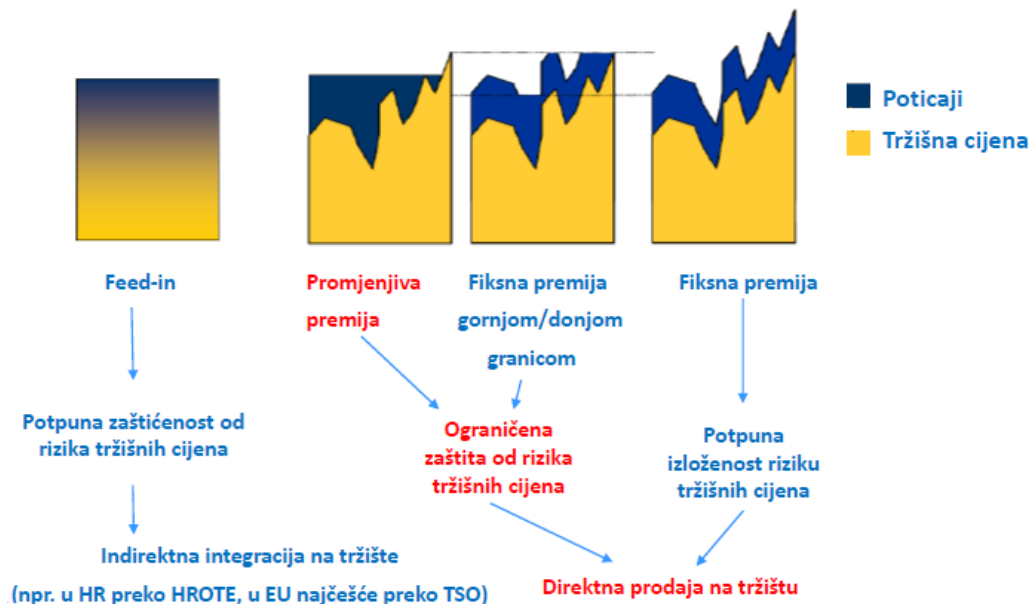 Poticaji
Tržišna cijena
Feed-in
Promjenjiva
premija
Fiksna premija
gornjom/donjom
granicom
Fiksna premija
Potpuna zaštićenost od
rizika tržišnih cijena
Ograničena
zaštita od rizika
tržišnih cijena
Potpuna
izloženost riziku
tržišnih cijena
Indirektna integracija na tržište
(npr. u HR preko HROTE, u EU najčešće preko TSO)
Direktna prodaja na tržištu